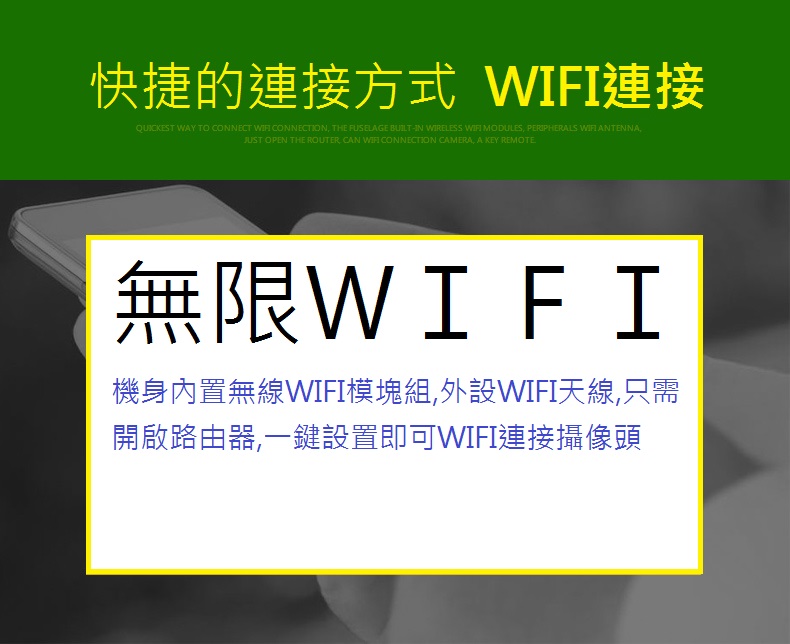 快捷的連接方式 WIFI連接
QUICKEST WAY TO CONNECT WIFI CONNECTION, THE FUSELAGE BUILT-IN WIRELESS WIFI MODULES, PERIPHERALS WIFI ANTENNA,
JUST OPEN THE ROUTER, CAN WIFI CONNECTION CAMERA, A KEY REMOTE.
無限ＷＩＦＩ
機身內置無線WIFI模塊組,外設WIFI天線,只需
開啟路由器,一鍵設置即可WIFI連接攝像頭